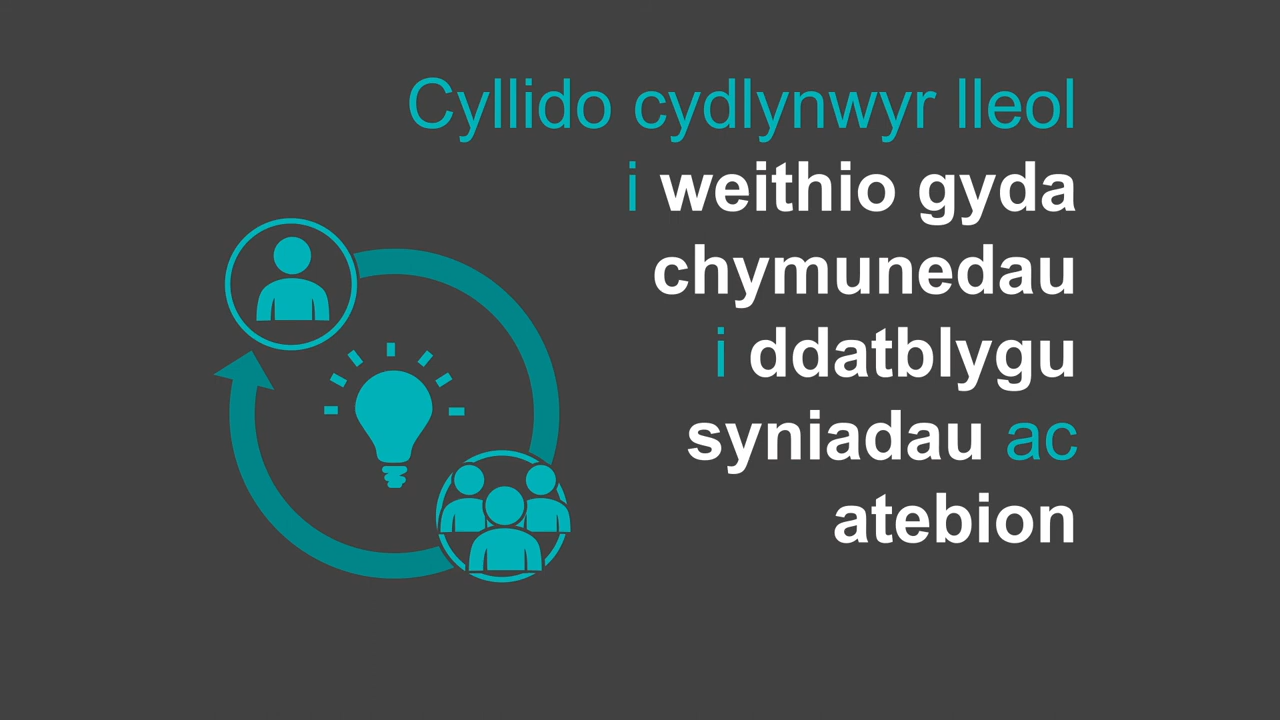 Cyllido cydlynwyr lleol
i weithio gyda
chymunedau
i ddatblygu
syniadau ac
atebion